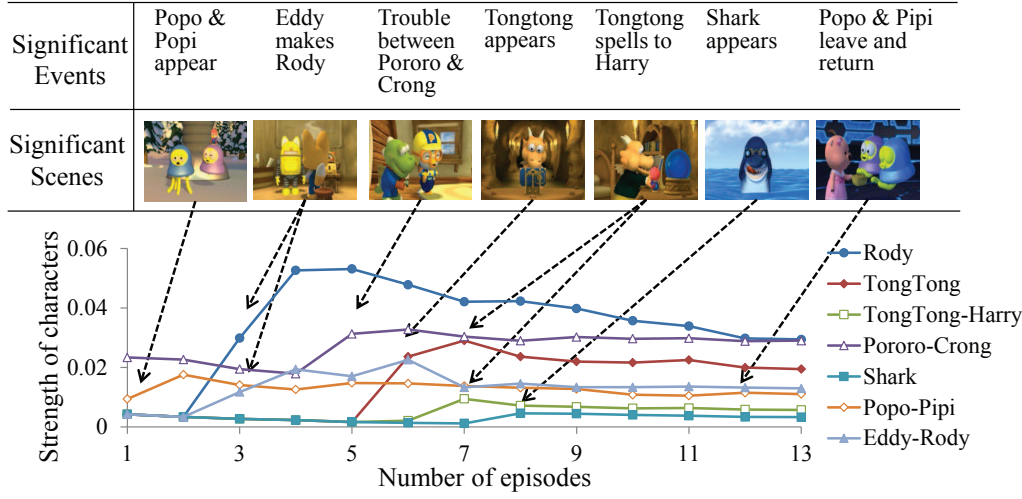 Significant
Events
Popo &
Popi
appear
Eddy
makes
Rody
Trouble
between
Pororo &
Crong
Tongtong
appears
Tongtong
spells to
Harry
Shark
appears
Popo & Pipi
leave and
return
Significant
Scenes
Strength of characters
0.06
0.04
0.02
0
1
3
5
7
9
11
13
Number of episodes
Rody
TongTong
TongTong-Harry
Pororo-Crong
Shark
Popo-Pipi
Eddy-Rody